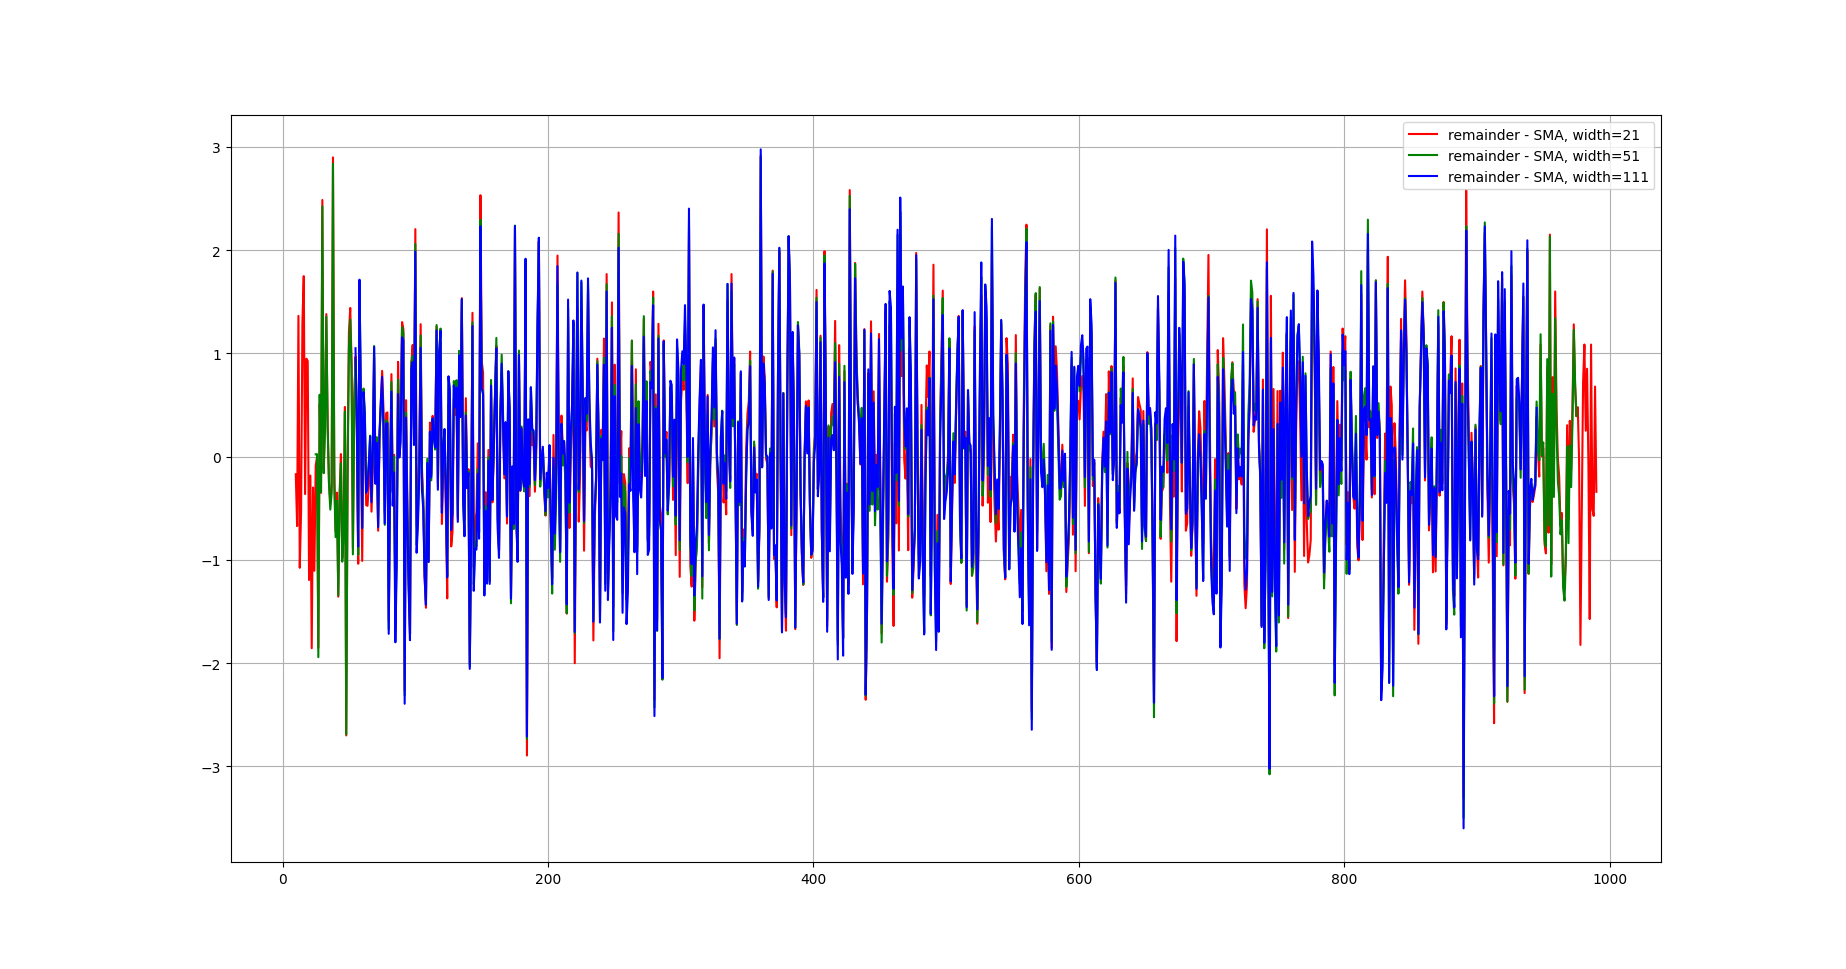 remainder - SMA, width=21
remainder - SMA, width=51
remainder - SMA, width=111
3
2
1
0
−1
−2
−3
0 200 400 600 800 1000